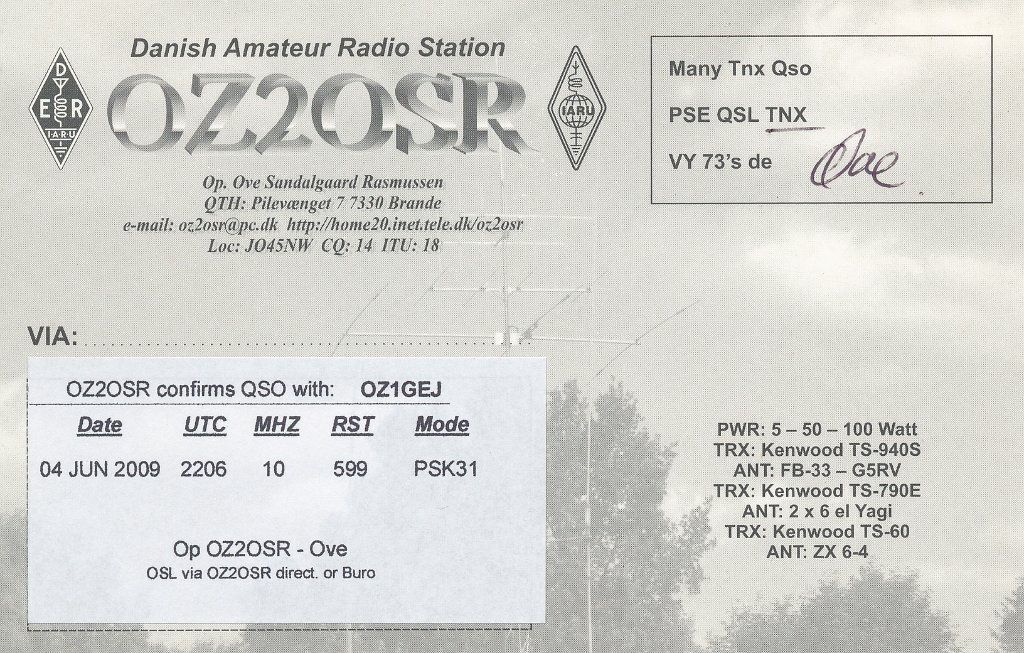 Danish Amateur Radio Station
D
E R
I·A·R·U
OZ2OSR
IARU
Op. Ove Sandalgaard Rasmussen
QTH: Pilevænget 7 7330 Brande
e-mail: oz2osr@pc.dk http://home20.inet.tele.dk/oz2osr
Loc: JO45NW CQ: 14 ITU: 18
Many Tnx Qso
PSE QSL TNX
VY 73's de Ove
VIA:
OZ2OSR confirms QSO with: OZ1GEJ
Date UTC MHZ RST Mode
04 JUN 2009 2206 10 599 PSK31
Op OZ2OSR - Ove
QSL via OZ2OSR direct. or Buro
PWR: 5 – 50 – 100 Watt
TRX: Kenwood TS-940S
ANT: FB-33 – G5RV
TRX: Kenwood TS-790E
ANT: 2 x 6 el Yagi
TRX: Kenwood TS-60
ANT: ZX 6-4